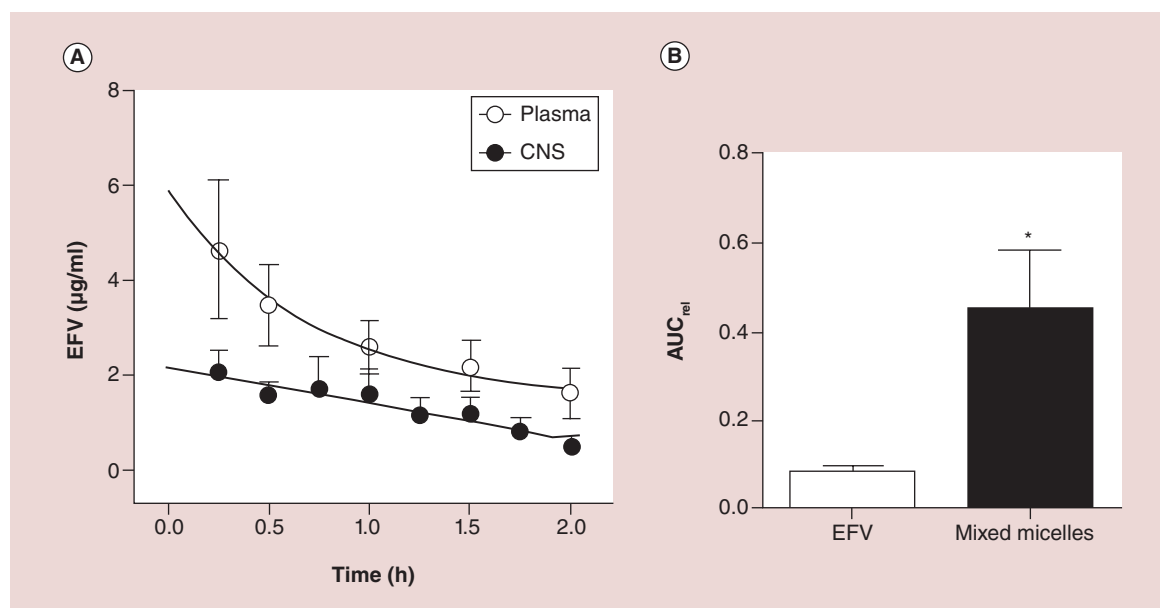 A
8
6
4
2
0
EFV (µg/ml)
Plasma
CNS
0.0 0.5 1.0 1.5 2.0
Time (h)
B
0.8
0.6
0.4
0.2
0.0
AUCrel
*
EFV Mixed micelles